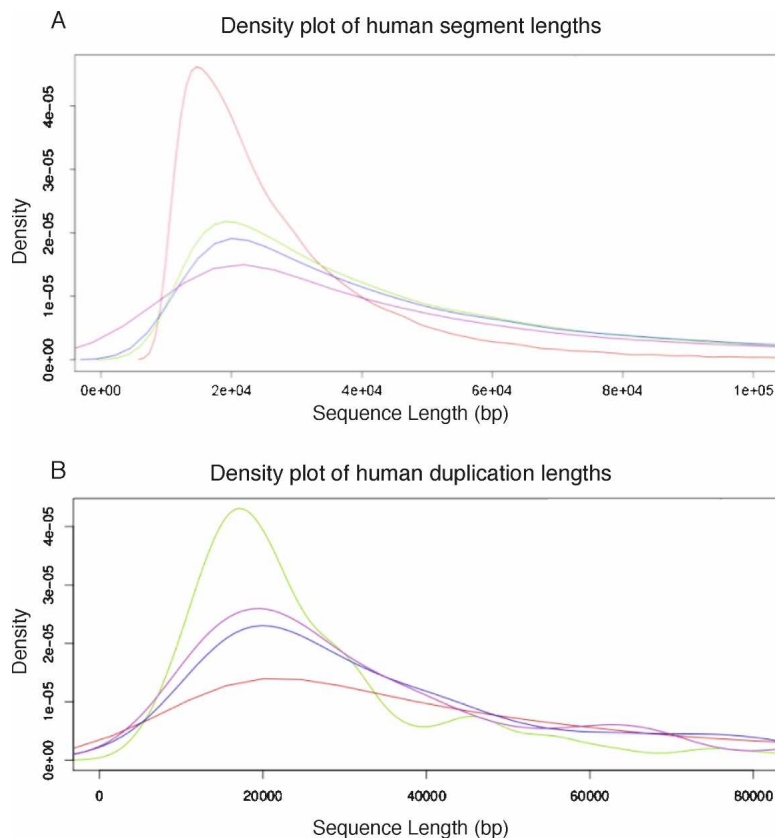 A
Density plot of human segment lengths
4e-05
3e-05
2e-05
1e-05
0e+00
Density
0e+00 2e+04 4e+04 6e+04 8e+04 1e+05
Sequence Length (bp)
B
Density plot of human duplication lengths
4e-05
3e-05
2e-05
1e-05
0e+00
Density
0 20000 40000 60000 80000
Sequence Length (bp)